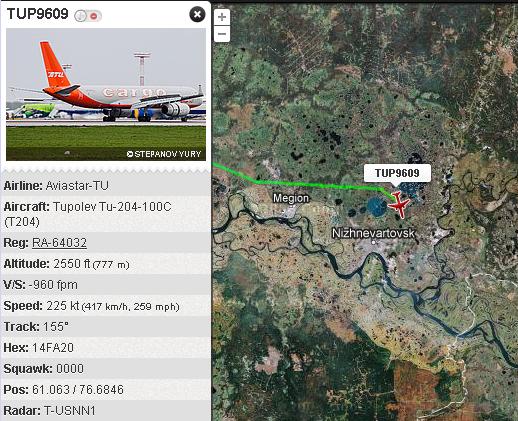 TUP9609
ATU
cargo
© STEPANOV YURY
Airline: Aviastar-TU
Aircraft: Tupolev Tu-204-100C
(T204)
Reg: RA-64032
Altitude: 2550 ft (777 m)
V/S: -960 fpm
Speed: 225 kt (417 km/h, 259 mph)
Track: 155°
Hex: 14FA20
Squawk: 0000
Pos: 61.063 / 76.6846
Radar: T-USNN1
+
−
TUP9609
Megion
Nizhnevartovsk